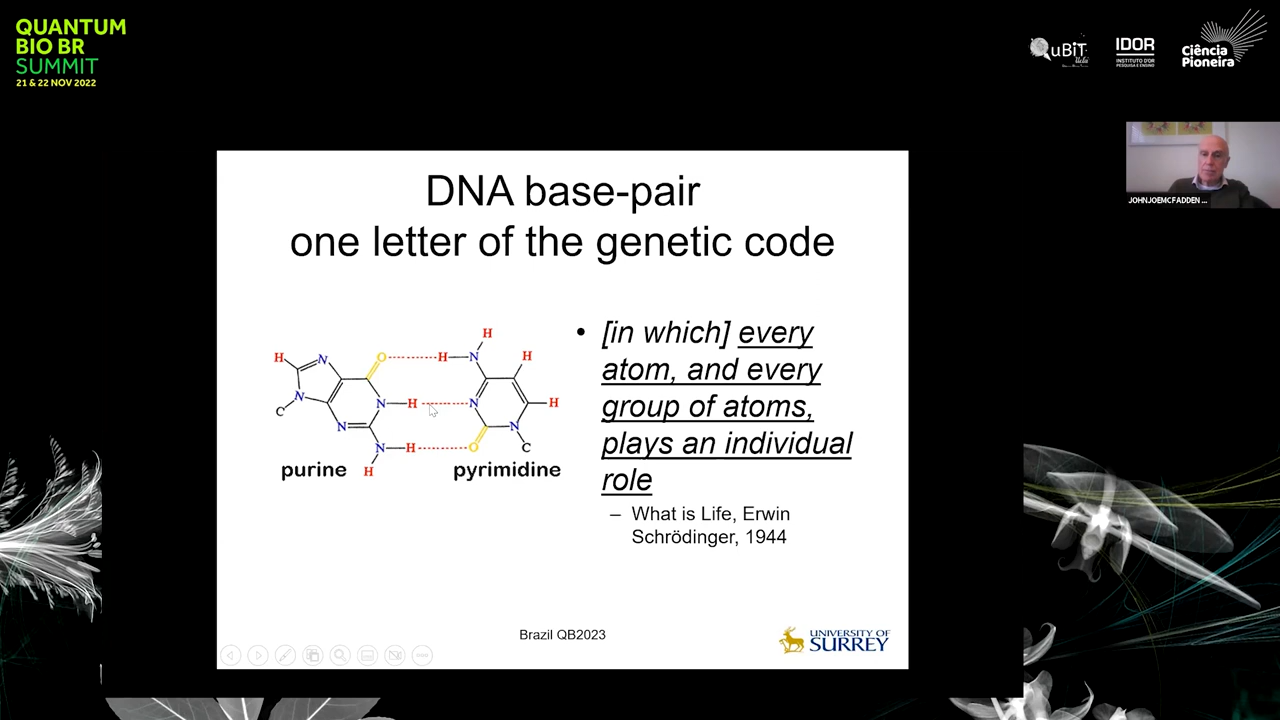 QUANTUM
BIO BR
SUMMIT
21 & 22 NOV 2022
QuBiT
IDOR
INSTITUTO D'OR
PESQUISA E ENSINO
Ciência
Pioneira
JOHNJOEMCFADDEN ...
DNA base-pair
one letter of the genetic code
H
H N O H N H
N H N H
C N N C
N H O
H
purine
pyrimidine
• [in which] every
atom, and every
group of atoms,
plays an individual
role
– What is Life, Erwin
Schrödinger, 1944
Brazil QB2023
UNIVERSITY OF
SURREY